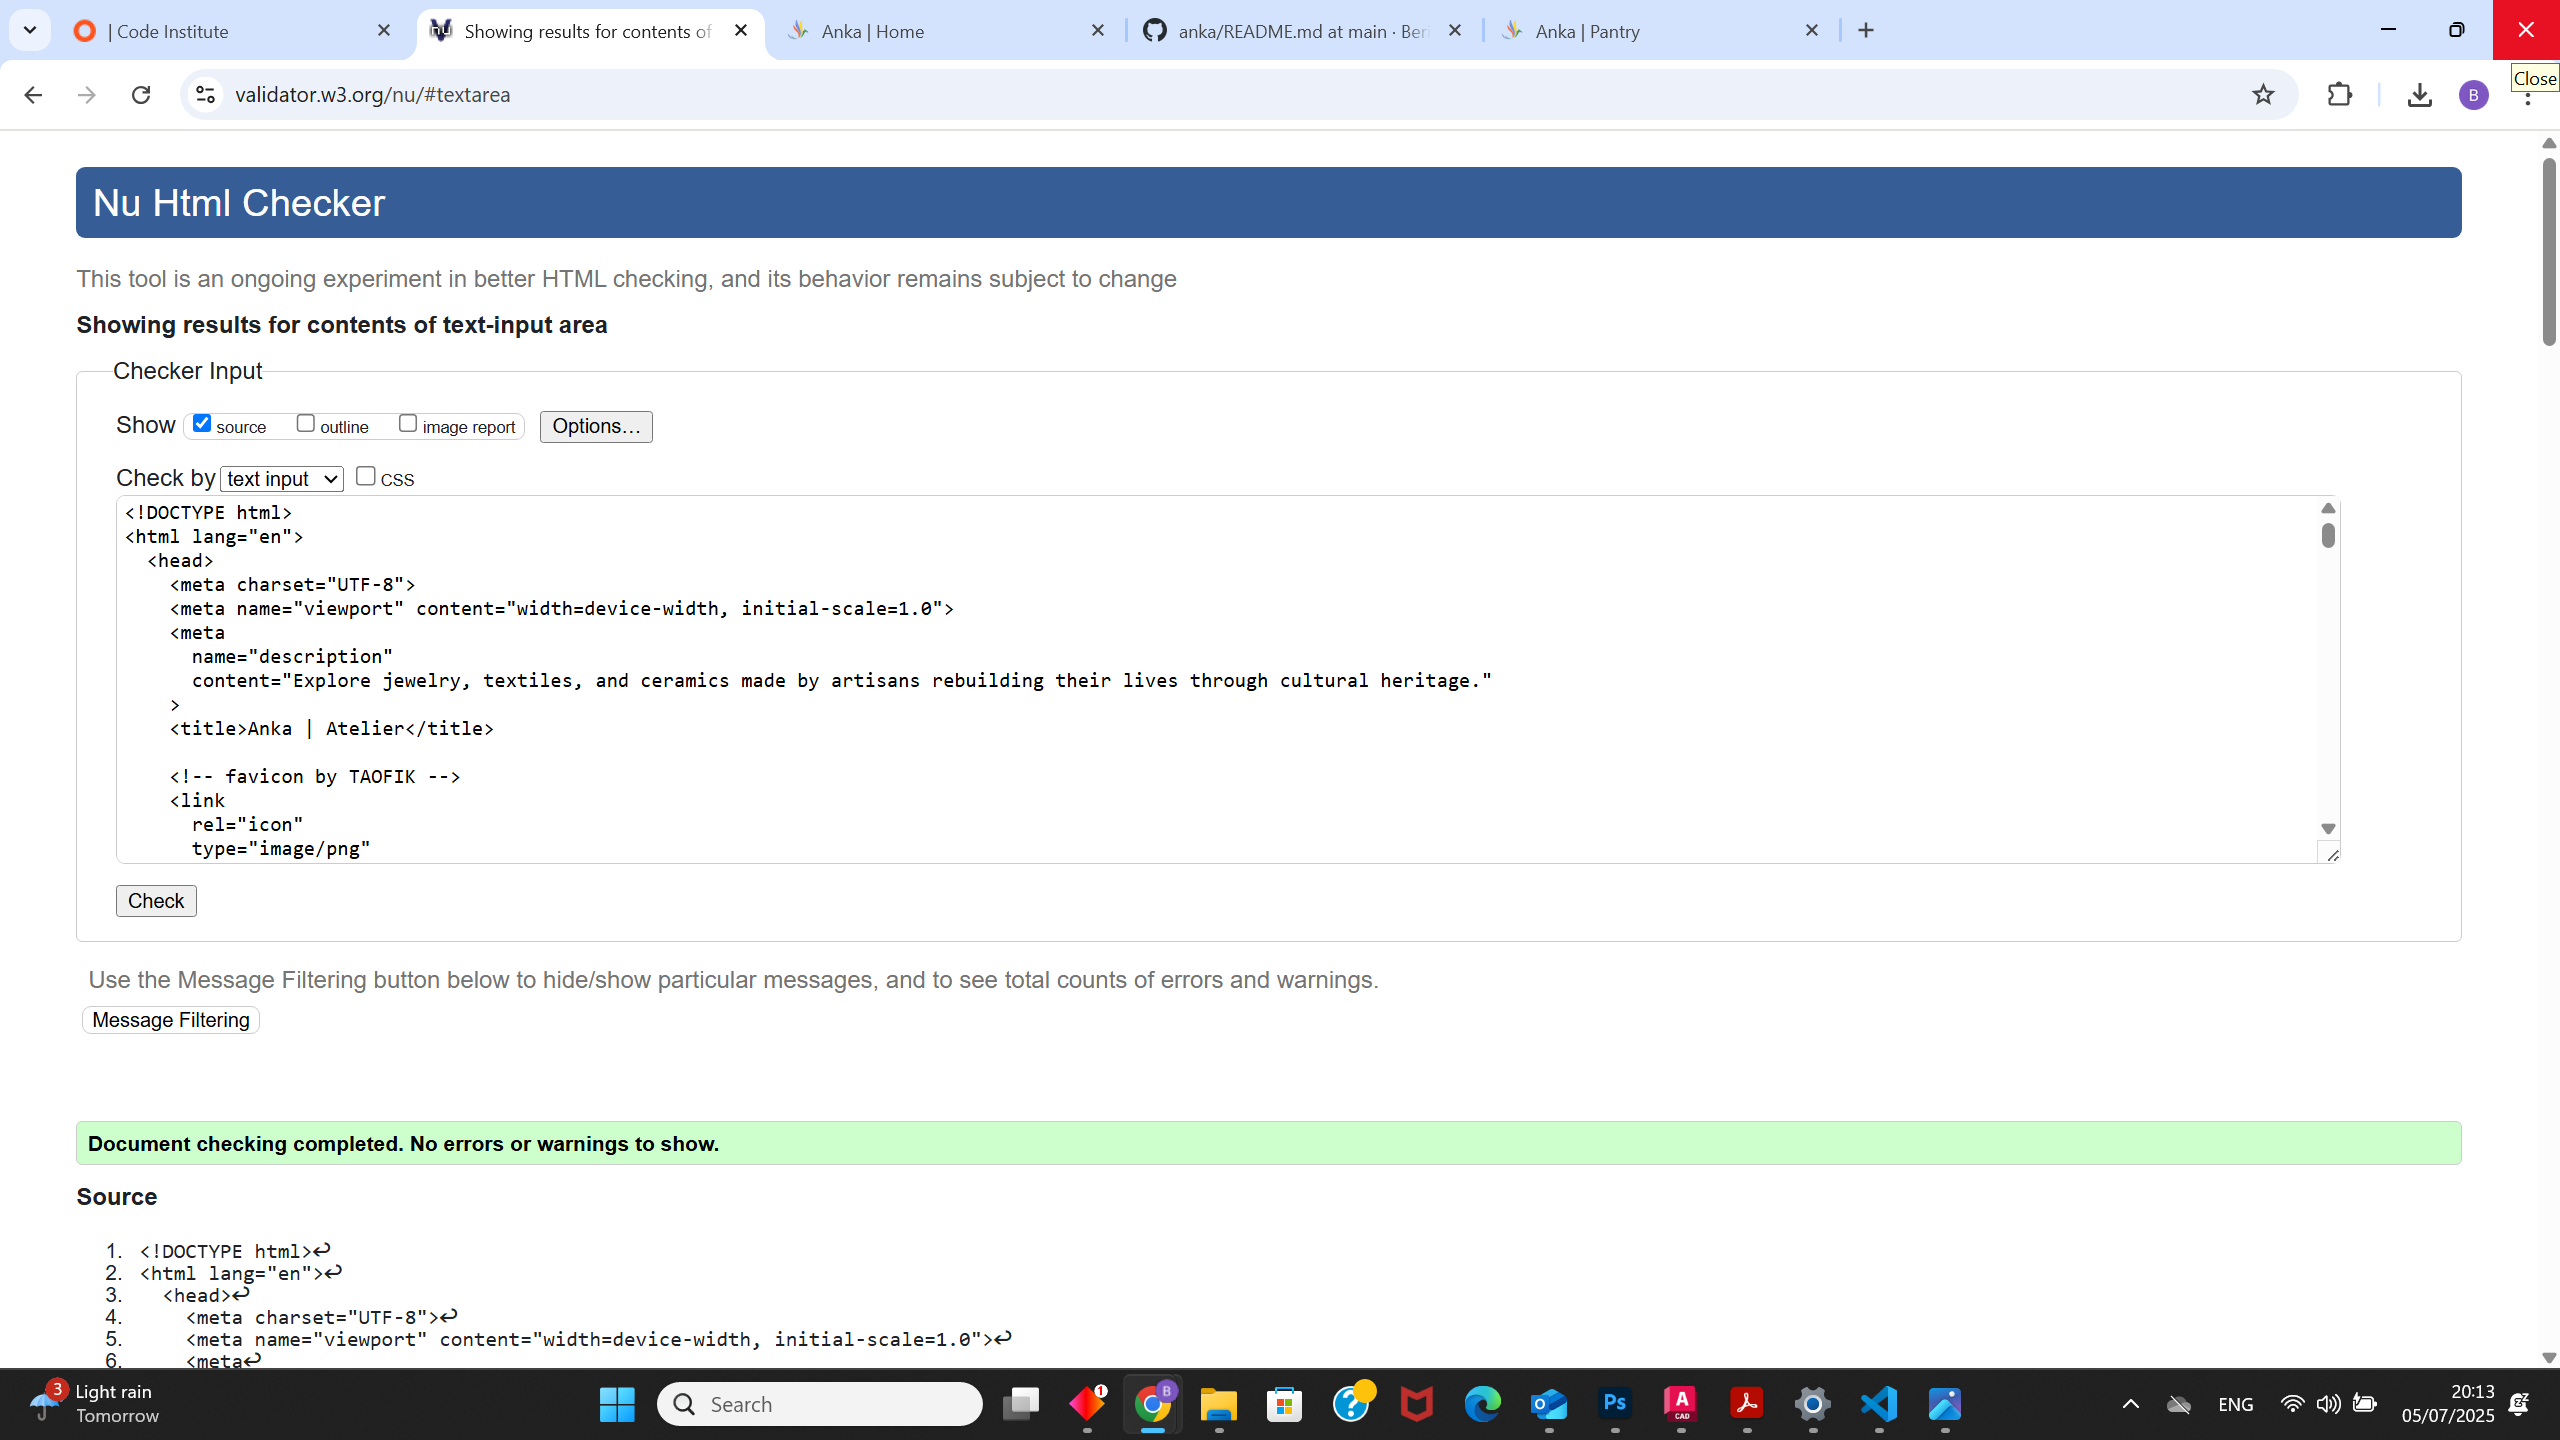 | Code Institute
Showing results for contents of
Anka | Home
anka/README.md at main · Ber
Anka | Pantry
validator.w3.org/nu/#textarea
B
Close
Nu Html Checker
This tool is an ongoing experiment in better HTML checking, and its behavior remains subject to change
Showing results for contents of text-input area
Checker Input
Show source outline image report Options…
Check by text input CSS
<!DOCTYPE html>
<html lang="en">
<head>
<meta charset="UTF-8">
<meta name="viewport" content="width=device-width, initial-scale=1.0">
<meta
name="description"
content="Explore jewelry, textiles, and ceramics made by artisans rebuilding their lives through cultural heritage."
>
<title>Anka | Atelier</title>
<!-- favicon by TAOFIK -->
<link
rel="icon"
type="image/png"
Check
Use the Message Filtering button below to hide/show particular messages, and to see total counts of errors and warnings.
Message Filtering
Document checking completed. No errors or warnings to show.
Source
1. <!DOCTYPE html>↩
2. <html lang="en">↩
3. <head>↩
4. <meta charset="UTF-8">↩
5. <meta name="viewport" content="width=device-width, initial-scale=1.0">↩
6. <meta↩
3
Light rain
Tomorrow
Search
1
B
Ps
A
CAD
ENG
20:13
05/07/2025